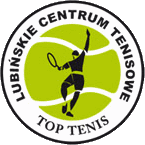 LUBIŃSKIE CENTRUM TENISOWE
TOP TENIS